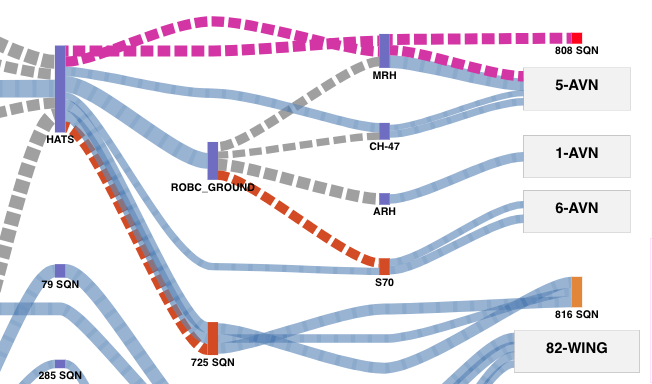 808 SQN
MRH
5-AVN
HATS
CH-47
1-AVN
ROBC_GROUND
ARH
6-AVN
S70
79 SQN
816 SQN
725 SQN
82-WING
285 SQN